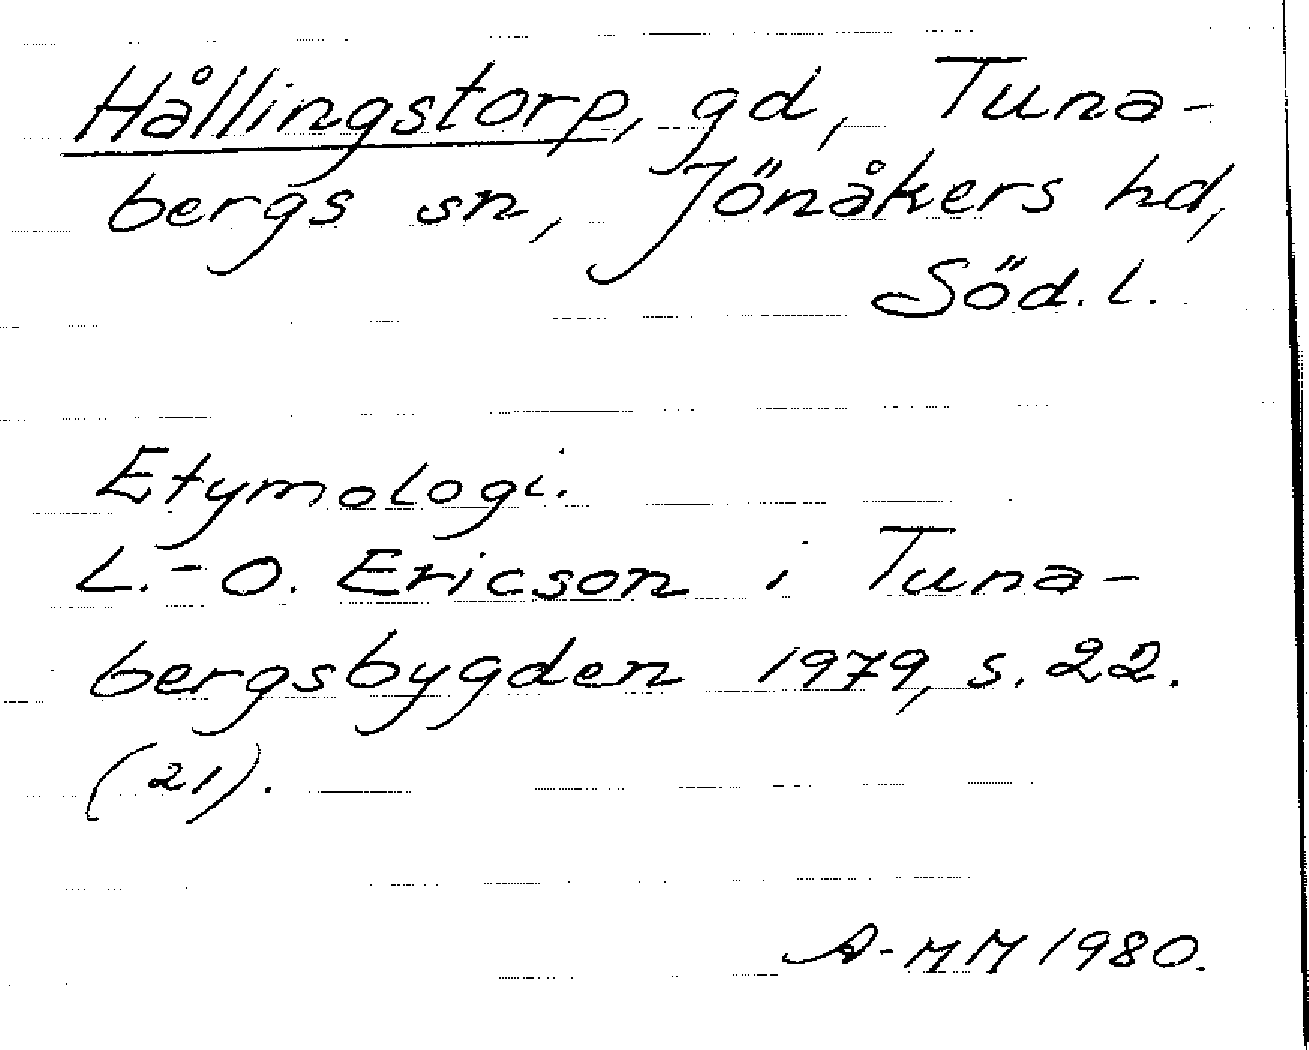 Hållingstorp, gd, Tuna-
bergs sn, Jönåkers hd,
Söd. l.
Etymologi.
L.-O. Ericson i Tuna-
bergsbygden 1979, s. 22.
(21).
A-MM 1980.